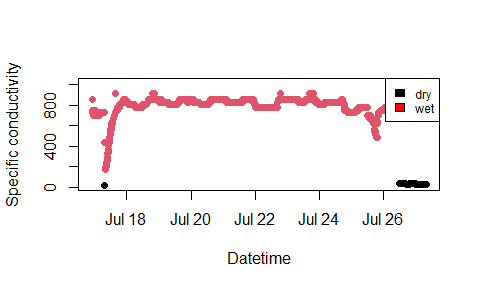 Specific conductivity
800
400
0
dry
wet
Jul 18
Jul 20
Jul 22
Jul 24
Jul 26
Datetime